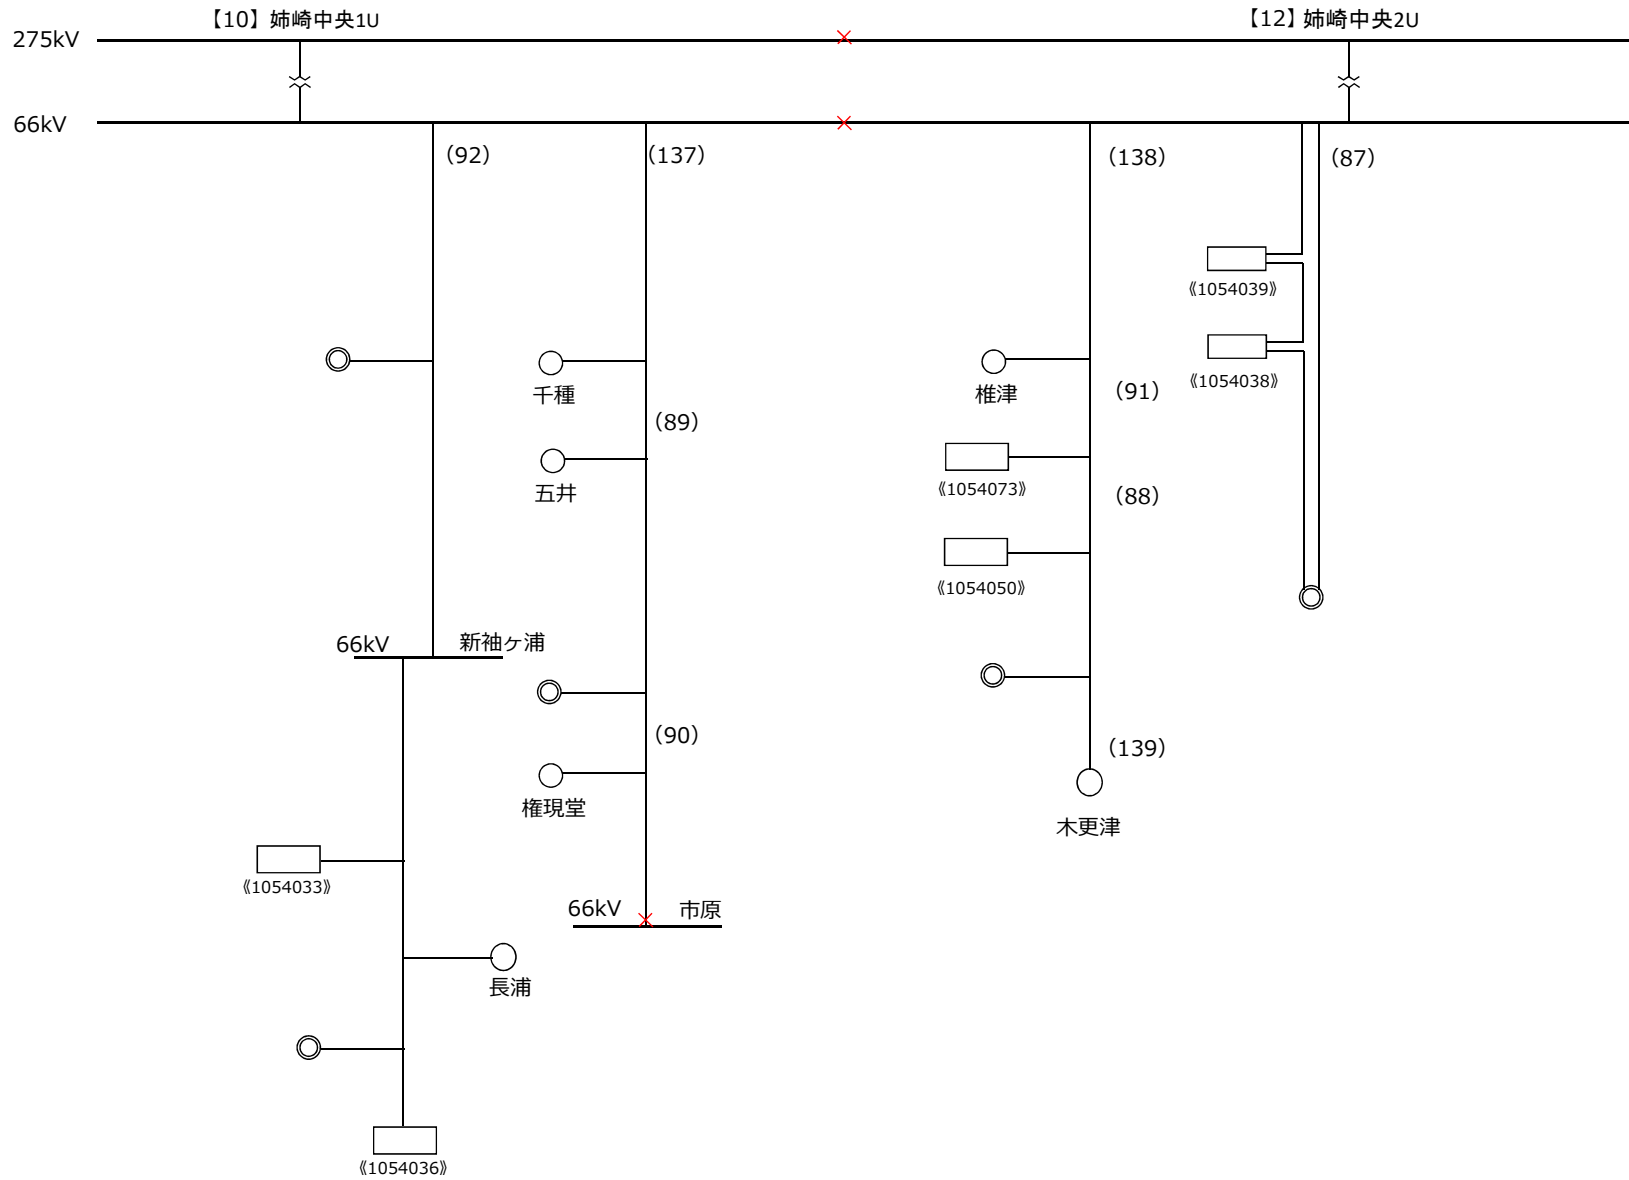 【10】姉崎中央1U
【12】姉崎中央2U
275kV
66kV
(92)
(137)
(138)
(87)
《1054039》
千種
椎津
(91)
《1054038》
(89)
五井
《1054073》
(88)
《1054050》
66kV
新袖ヶ浦
(90)
(139)
権現堂
木更津
《1054033》
66kV
市原
長浦
《1054036》